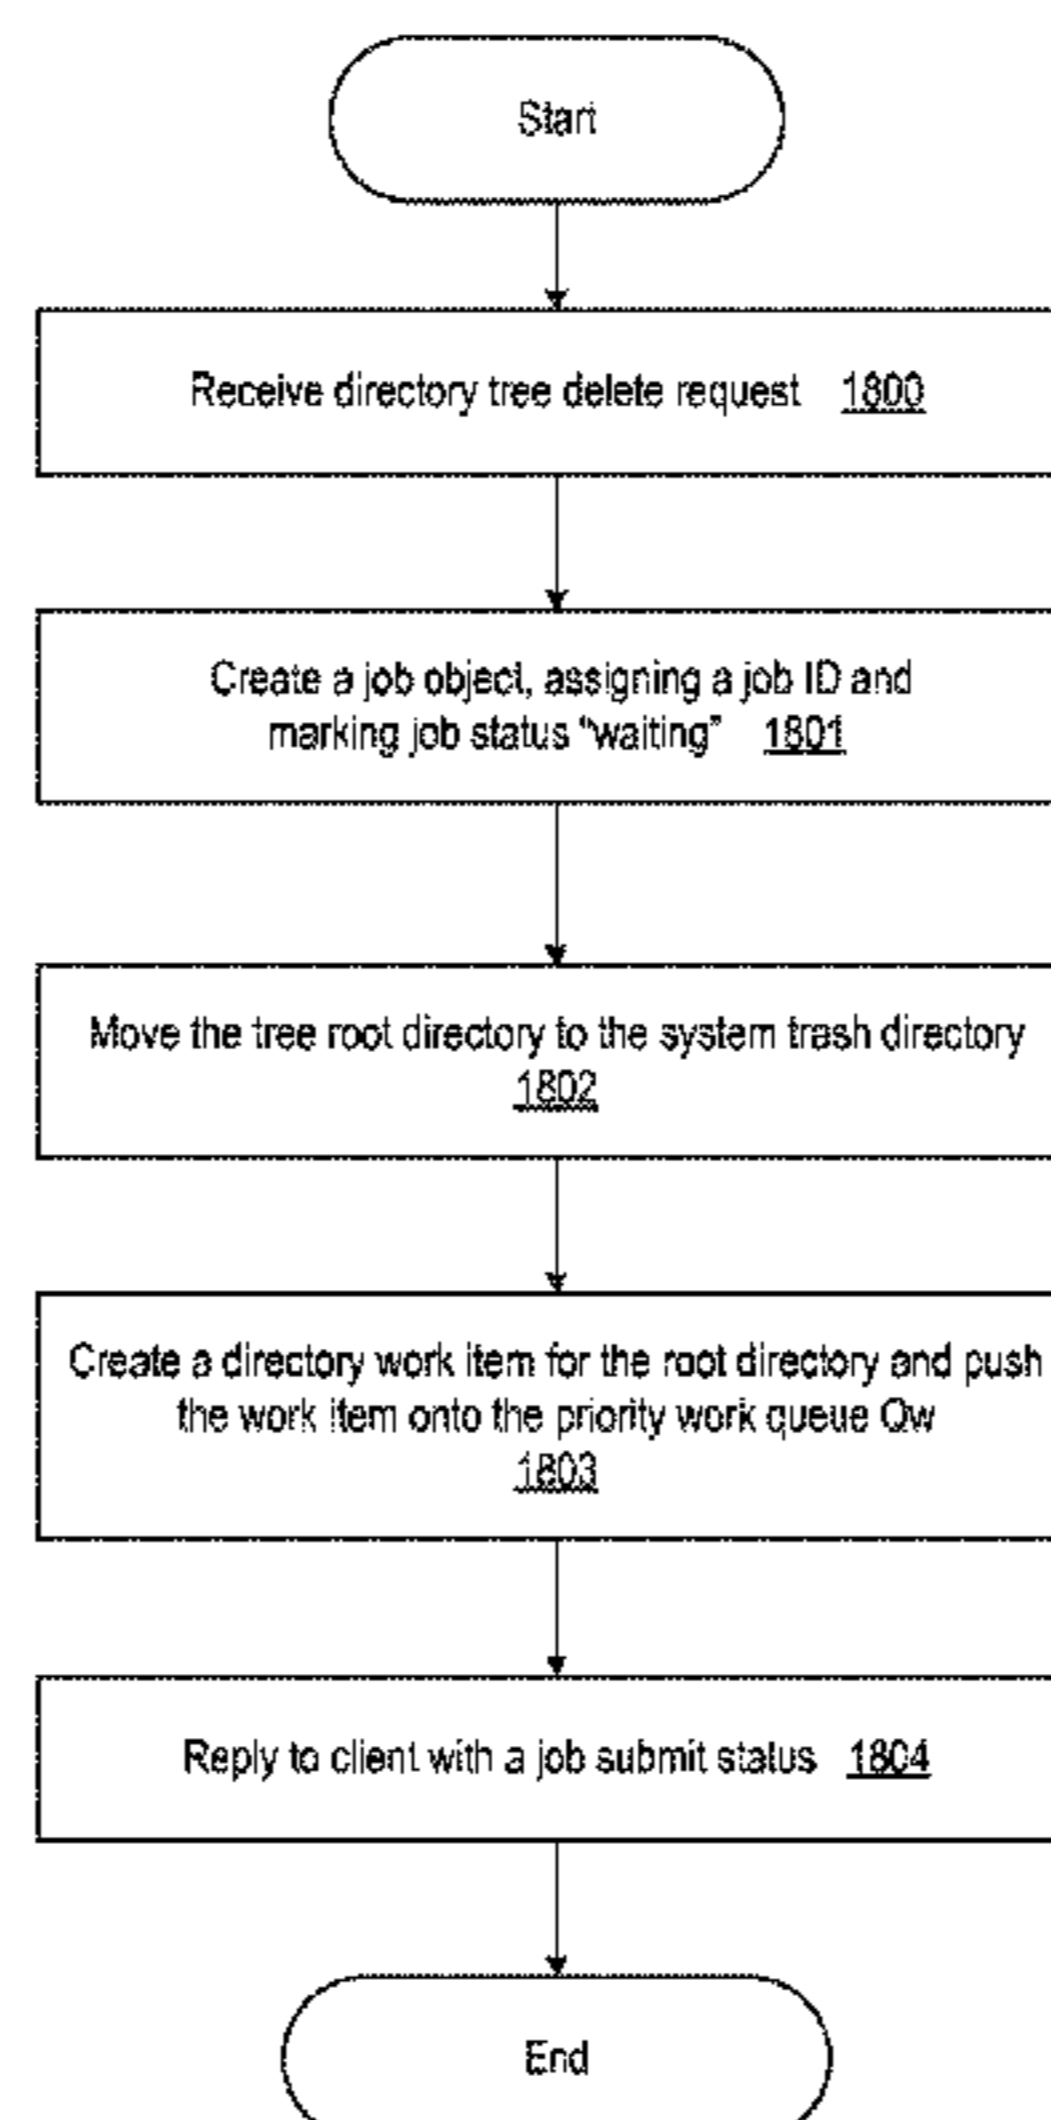 Start
Receive directory tree delete request 1800
Create a job object, assigning a job ID and
marking job status “waiting” 1801
Move the tree root directory to the system trash directory
1802
Create a directory work item for the root directory and push
the work item onto the priority work queue Qw
1803
Reply to client with a job submit status 1804
End